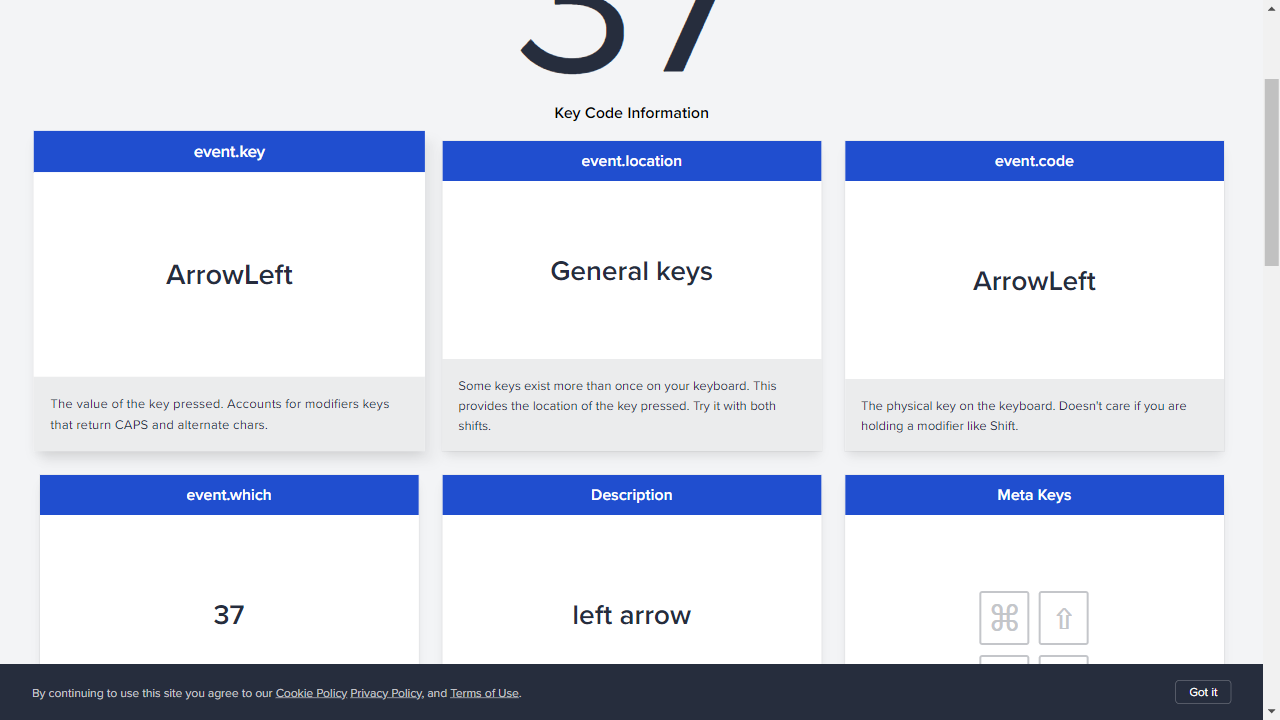 37
Key Code Information
event.key
ArrowLeft
The value of the key pressed. Accounts for modifiers keys
that return CAPS and alternate chars.
event.location
General keys
Some keys exist more than once on your keyboard. This
provides the location of the key pressed. Try it with both
shifts.
event.code
ArrowLeft
The physical key on the keyboard. Doesn't care if you are
holding a modifier like Shift.
event.which
37
Description
left arrow
Meta Keys
⌘ ⇧
By continuing to use this site you agree to our Cookie Policy Privacy Policy, and Terms of Use.
Got it